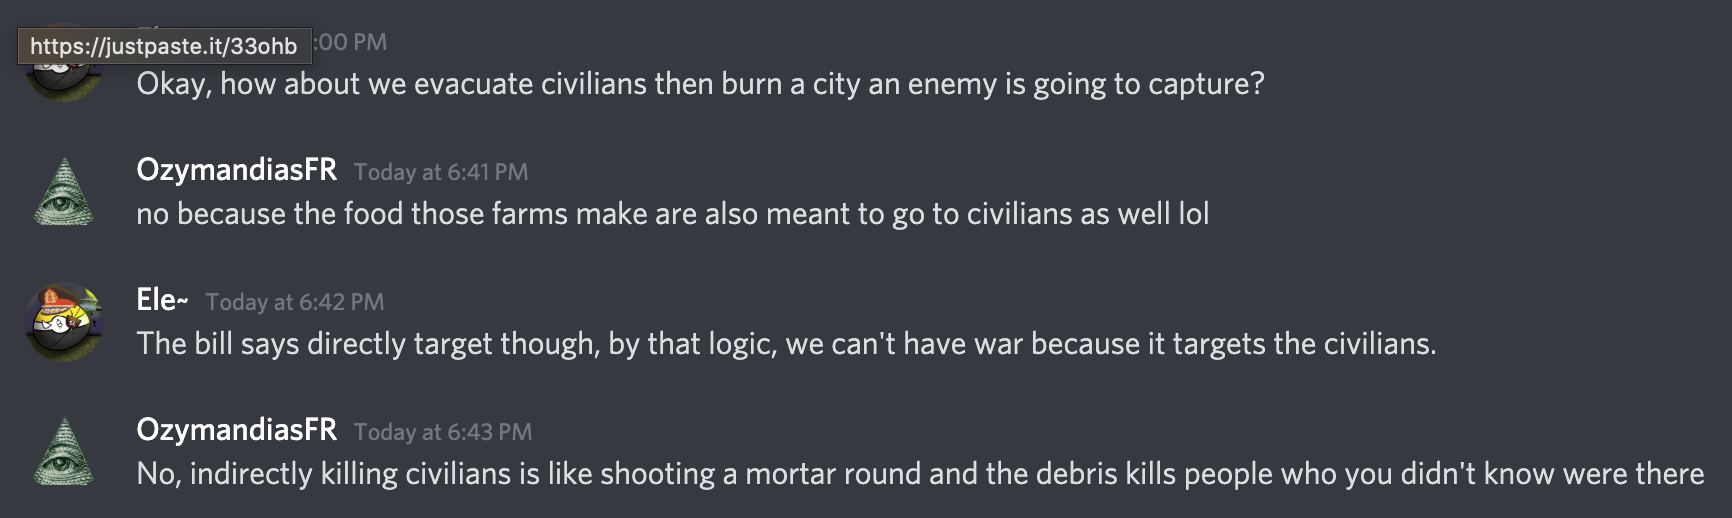 https://justpaste.it/33ohb :00 PM
Okay, how about we evacuate civilians then burn a city an enemy is going to capture?
OzymandiasFR Today at 6:41 PM
no because the food those farms make are also meant to go to civilians as well lol
Ele~ Today at 6:42 PM
The bill says directly target though, by that logic, we can't have war because it targets the civilians.
OzymandiasFR Today at 6:43 PM
No, indirectly killing civilians is like shooting a mortar round and the debris kills people who you didn't know were there